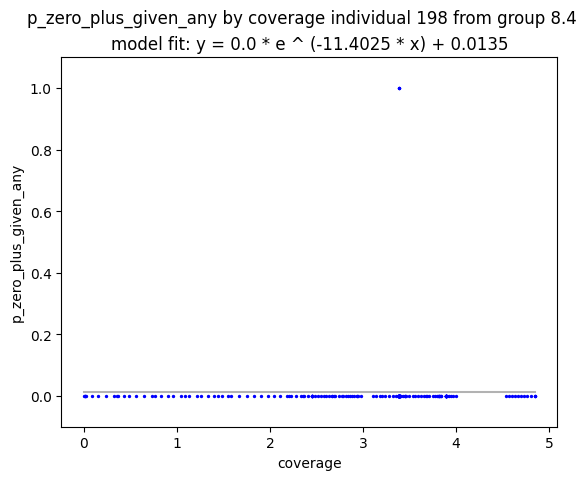 p_zero_plus_given_any by coverage individual 198 from group 8.4
model fit: y = 0.0 * e ^ (-11.4025 * x) + 0.0135
1.0
0.8
0.6
0.4
0.2
0.0
p_zero_plus_given_any
0 1 2 3 4 5
coverage